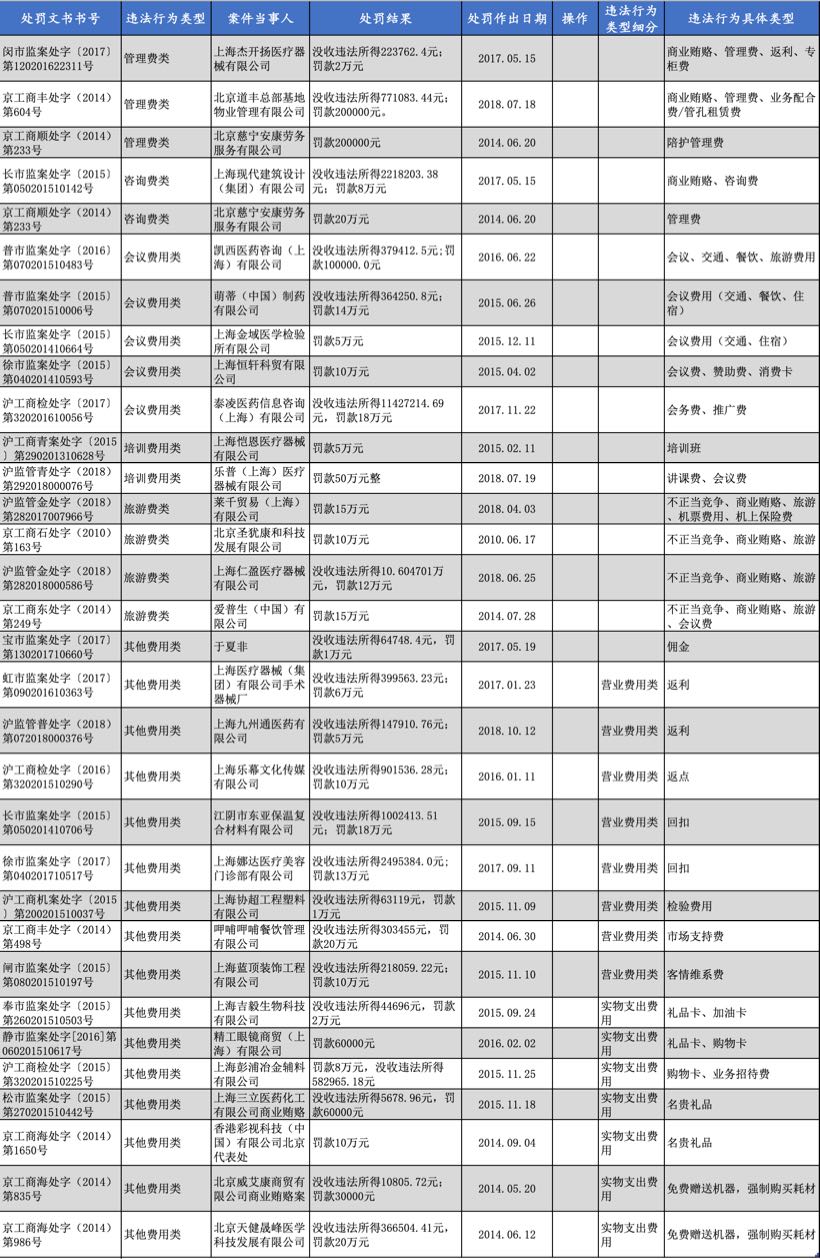 处罚文书书号 违法行为类型 案件当事人 处罚结果 处罚作出日期 操作 违法行为
类型细分 违法行为具体类型
闵市监案处字〔2017〕
第120201622311号 管理费类 上海杰开扬医疗器
械有限公司 没收违法所得223762.4元;
罚款2万元 2017.05.15 商业贿赂、管理费、返利、专
柜费
京工商丰处字（2014）
第604号 管理费类 北京道丰总部基地
物业管理有限公司 没收违法所得771083.44元;
罚款200000元。 2018.07.18 商业贿赂、管理费、业务配合
费/管孔租赁费
京工商顺处字（2014）
第233号 管理费类 北京慈宁安康劳务
服务有限公司 罚款200000元 2014.06.20 陪护管理费
长市监案处字〔2015〕
第050201510142号 咨询费类 上海现代建筑设计
（集团）有限公司 没收违法所得2218203.38
元; 罚款8万元 2017.05.15 商业贿赂、咨询费
京工商顺处字（2014）
第233号 咨询费类 北京慈宁安康劳务
服务有限公司 罚款20万元 2014.06.20 管理费
普市监案处字〔2016〕
第070201510483号 会议费用类 凯西医药咨询（上
海）有限公司 没收违法所得379412.5元;罚
款100000.0元 2016.06.22 会议、交通、餐饮、旅游费用
普市监案处字〔2015〕
第070201510006号 会议费用类 萌蒂（中国）制药
有限公司 没收违法所得364250.8元;
罚款14万元 2015.06.26 会议费用（交通、餐饮、住
宿）
长市监案处字〔2015〕
第050201410664号 会议费用类 上海金域医学检验
所有限公司 罚款5万元 2015.12.11 会议费用（交通、住宿）
徐市监案处字〔2015〕
第040201410593号 会议费用类 上海恒轩科贸有限
公司 罚款10万元 2015.04.02 会议费、赞助费、消费卡
沪工商检处字〔2017〕
第320201610056号 会议费用类 泰凌医药信息咨询
（上海）有限公司 没收违法所得11427214.69
元，罚款18万元 2017.11.22 会务费、推广费
沪工商青案处字〔2015
〕第290201310628号 培训费用类 上海恺恩医疗器械
有限公司 罚款5万元 2015.02.11 培训班
沪监管青处字（2018）
第292018000076号 培训费用类 乐普（上海）医疗
器械有限公司 罚款50万元整 2018.07.19 讲课费、会议费
沪监管金处字（2018）
第282017007966号 旅游费类 莱千贸易（上海）
有限公司 罚款15万元 2018.04.03 不正当竞争、商业贿赂、旅游
、机票费用、机上保险费
京工商石处字（2010）
第163号 旅游费类 北京圣犹康和科技
发展有限公司 罚款10万元 2010.06.17 不正当竞争、商业贿赂、旅游
沪监管金处字（2018）
第282018000586号 旅游费类 上海仁盈医疗器械
有限公司 没收违法所得10.604701万
元，罚款12万元 2018.06.25 不正当竞争、商业贿赂、旅游
京工商东处字（2014）
第249号 旅游费类 爱普生（中国）有
限公司 罚款15万元 2014.07.28 不正当竞争、商业贿赂、旅游
、会议费
宝市监案处字〔2017〕
第130201710660号 其他费用类 于夏非 没收违法所得64748.4元，罚
款1万元 2017.05.19 佣金
虹市监案处字〔2017〕
第090201610363号 其他费用类 上海医疗器械（集
团）有限公司手术
器械厂 没收违法所得399563.23元;
罚款6万元 2017.01.23 营业费用类 返利
沪监管普处字（2018）
第072018000376号 其他费用类 上海九州通医药有
限公司 没收违法所得147910.76元;
罚款5万元 2018.10.12 营业费用类 返利
沪工商检处字〔2016〕
第320201510290号 其他费用类 上海乐幕文化传媒
有限公司 没收违法所得901536.28元;
罚款10万元 2016.01.11 营业费用类 返点
长市监案处字〔2015〕
第050201410706号 其他费用类 江阴市东亚保温复
合材料有限公司 没收违法所得1002413.51
元; 罚款18万元 2015.09.15 营业费用类 回扣
徐市监案处字〔2017〕
第040201710517号 其他费用类 上海娜达医疗美容
门诊部有限公司 没收违法所得2495384.0元;
罚款13万元 2017.09.11 营业费用类 回扣
沪工商机案处字〔2015
〕第200201510037号 其他费用类 上海协超工程塑料
有限公司 没收违法所得63119元，罚款
1万元 2015.11.09 营业费用类 检验费用
京工商丰处字（2014）
第498号 其他费用类 呷哺呷哺餐饮管理
有限公司 没收违法所得303455元，罚
款20万元 2014.06.30 营业费用类 市场支持费
闸市监案处字〔2015〕
第080201510197号 其他费用类 上海蓝顶装饰工程
有限公司 没收违法所得218059.22元;
罚款10万元 2015.11.10 营业费用类 客情维系费
奉市监案处字〔2015〕
第260201510503号 其他费用类 上海吉毅生物科技
有限公司 没收违法所得44696元，罚款
2万元 2015.09.24 实物支出费
用 礼品卡、加油卡
静市监案处字[2016]第
060201510617号 其他费用类 精工眼镜商贸（上
海）有限公司 罚款60000元 2016.02.02 实物支出费
用 礼品卡、购物卡
沪工商检处字〔2015〕
第320201510225号 其他费用类 上海彭浦冶金辅料
有限公司 罚款8万元，没收违法所得
582965.18元 2015.11.25 实物支出费
用 购物卡、业务招待费
松市监案处字〔2015〕
第270201510442号 其他费用类 上海三立医药化工
有限公司商业贿赂 没收违法所得5678.96元，罚
款60000元 2015.11.18 实物支出费
用 名贵礼品
京工商海处字（2014）
第1650号 其他费用类 香港彩视科技（中
国）有限公司北京
代表处 罚款10万元 2014.09.04 实物支出费
用 名贵礼品
京工商海处字（2014）
第835号 其他费用类 北京威艾康商贸有
限公司商业贿赂案 没收违法所得10805.72元;
罚款30000元 2014.05.20 实物支出费
用 免费赠送机器，强制购买耗材
京工商海处字（2014）
第986号 其他费用类 北京天健晟峰医学
科技发展有限公司 没收违法所得366504.41元，
罚款20万元 2014.06.12 实物支出费
用 免费赠送机器，强制购买耗材